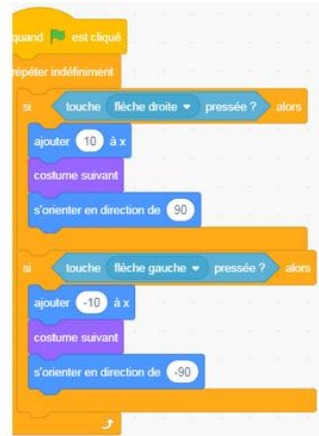 quand est cliqué
répéter indéfiniment
si touche flèche droite pressée ? alors
ajouter 10 à x
costume suivant
s'orienter en direction de 90
si touche flèche gauche pressée ? alors
ajouter -10 à x
costume suivant
s'orienter en direction de -90